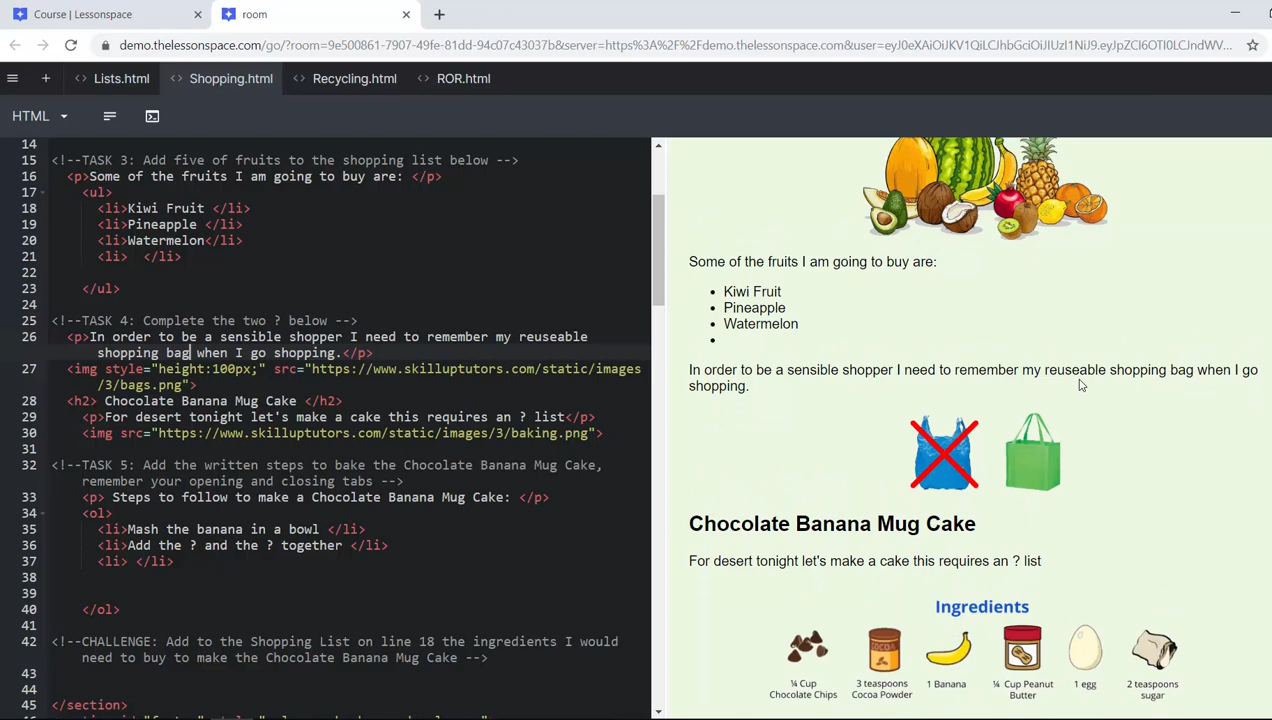 Course | Lessonspace
room
demo.thelessonspace.com/go/?room=9e500861-7907-49fe-81dd-94c07c43037b&server=https%3A%2F%2Fdemo.thelessonspace.com&user=eyJ0eXAiOiJKV1QiLCJhbGciOiJIUzI1NiJ9.eyJpZCI6OTI0LCJndWV...
Lists.html
Shopping.html
Recycling.html
ROR.html
HTML
14
15 <!--TASK 3: Add five of fruits to the shopping list below -->
16 <p>Some of the fruits I am going to buy are: </p>
17 <ul>
18 <li>Kiwi Fruit </li>
19 <li>Pineapple </li>
20 <li>Watermelon</li>
21 <li>  </li>
22
23 </ul>
24
25 <!--TASK 4: Complete the two ? below -->
26 <p>In order to be a sensible shopper I need to remember my reuseable
shopping bag when I go shopping.</p>
27 <img style="height:100px;" src="https://www.skilluptutors.com/static/images
/3/bags.png">
28 <h2> Chocolate Banana Mug Cake </h2>
29 <p>For desert tonight let's make a cake this requires an ? list</p>
30 <img src="https://www.skilluptutors.com/static/images/3/baking.png">
31
32 <!--TASK 5: Add the written steps to bake the Chocolate Banana Mug Cake,
remember your opening and closing tabs -->
33 <p> Steps to follow to make a Chocolate Banana Mug Cake: </p>
34 <ol>
35 <li>Mash the banana in a bowl </li>
36 <li>Add the ? and the ? together </li>
37 <li> </li>
38
39
40 </ol>
41
42 <!--CHALLENGE: Add to the Shopping List on line 18 the ingredients I would
need to buy to make the Chocolate Banana Mug Cake -->
43
44
45 </section>
Some of the fruits I am going to buy are:
• Kiwi Fruit
• Pineapple
• Watermelon
•
In order to be a sensible shopper I need to remember my reuseable shopping bag when I go
shopping.
Chocolate Banana Mug Cake
For desert tonight let's make a cake this requires an ? list
Ingredients
¼ Cup
Chocolate Chips
3 teaspoons
Cocoa Powder
1 Banana
¼ Cup Peanut
Butter
1 egg
2 teaspoons
sugar